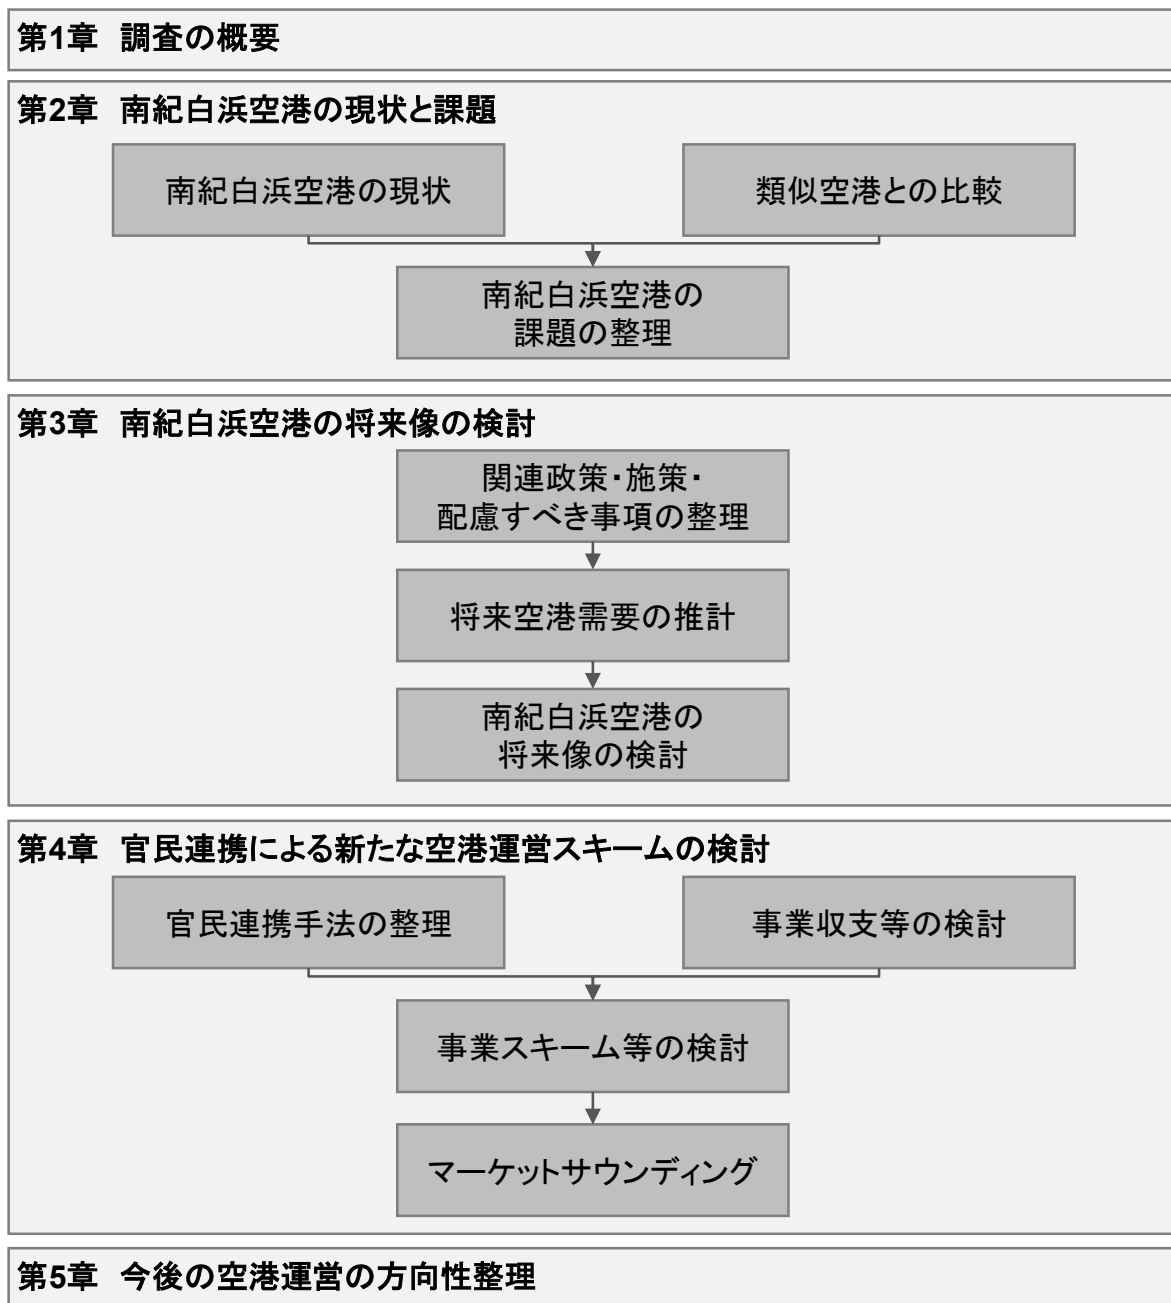 第1章 調査の概要
第2章 南紀白浜空港の現状と課題
南紀白浜空港の現状
類似空港との比較
南紀白浜空港の
課題の整理
第3章 南紀白浜空港の将来像の検討
関連政策・施策・
配慮すべき事項の整理
将来空港需要の推計
南紀白浜空港の
将来像の検討
第4章 官民連携による新たな空港運営スキームの検討
官民連携手法の整理
事業収支等の検討
事業スキーム等の検討
マーケットサウンディング
第5章 今後の空港運営の方向性整理